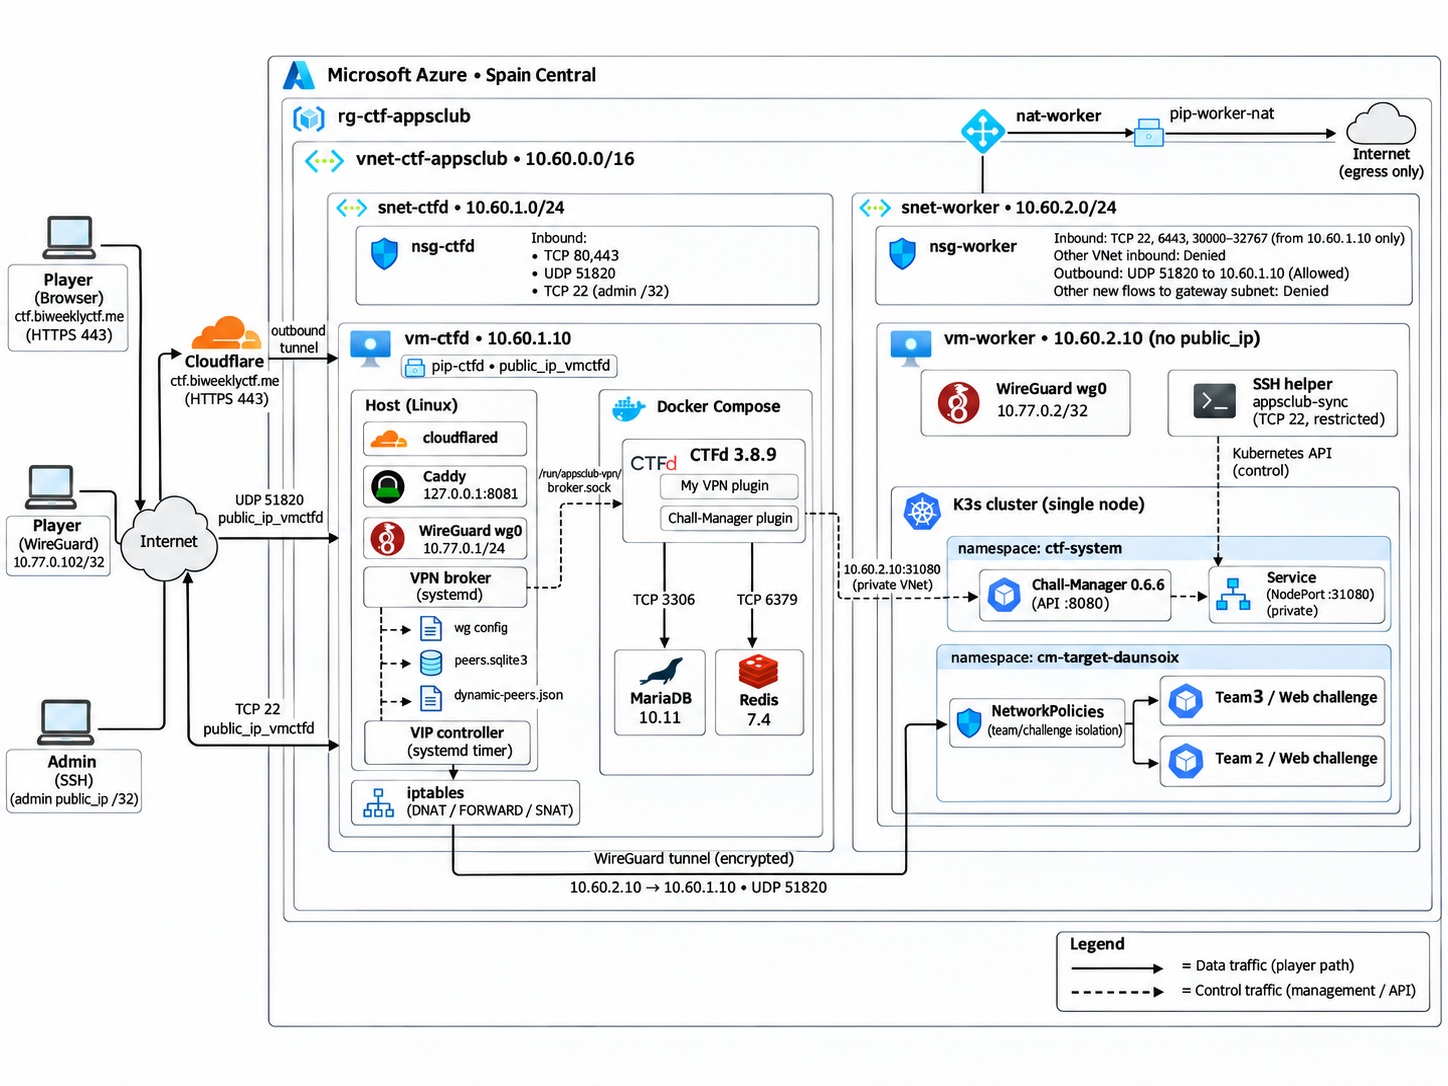 Microsoft Azure • Spain Central
rg-ctf-appsclub
nat-worker
pip-worker-nat
Internet
(egress only)
vnet-ctf-appsclub • 10.60.0.0/16
snet-ctfd • 10.60.1.0/24
nsg-ctfd
Inbound:
• TCP 80,443
• UDP 51820
• TCP 22 (admin /32)
snet-worker • 10.60.2.0/24
nsg-worker
Inbound: TCP 22, 6443, 30000–32767 (from 10.60.1.10 only)
Other VNet inbound: Denied
Outbound: UDP 51820 to 10.60.1.10 (Allowed)
Other new flows to gateway subnet: Denied
Player
(Browser)
ctf.biweeklyctf.me
(HTTPS 443)
Cloudflare
ctf.biweeklyctf.me
(HTTPS 443)
outbound
tunnel
Player
(WireGuard)
10.77.0.102/32
Internet
UDP 51820
public_ip_vmctfd
TCP 22
public_ip_vmctfd
Admin
(SSH)
(admin public_ip /32)
vm-ctfd • 10.60.1.10
pip-ctfd • public_ip_vmctfd
Host (Linux)
cloudflared
Caddy
127.0.0.1:8081
WireGuard wg0
10.77.0.1/24
VPN broker
(systemd)
wg config
peers.sqlite3
dynamic-peers.json
VIP controller
(systemd timer)
iptables
(DNAT / FORWARD / SNAT)
/run/appsclub-vpn/
broker.sock
Docker Compose
CTFd
CTFd 3.8.9
My VPN plugin
Chall-Manager plugin
TCP 3306
TCP 6379
MariaDB
10.11
Redis
7.4
vm-worker • 10.60.2.10 (no public_ip)
WireGuard wg0
10.77.0.2/32
SSH helper
appsclub-sync
(TCP 22, restricted)
Kubernetes API
(control)
K3s cluster (single node)
namespace: ctf-system
10.60.2.10:31080
(private VNet)
Chall-Manager 0.6.6
(API :8080)
Service
(NodePort :31080)
(private)
namespace: cm-target-daunsoix
NetworkPolicies
(team/challenge isolation)
Team3 / Web challenge
Team 2 / Web challenge
WireGuard tunnel (encrypted)
10.60.2.10 → 10.60.1.10 • UDP 51820
Legend
= Data traffic (player path)
= Control traffic (management / API)